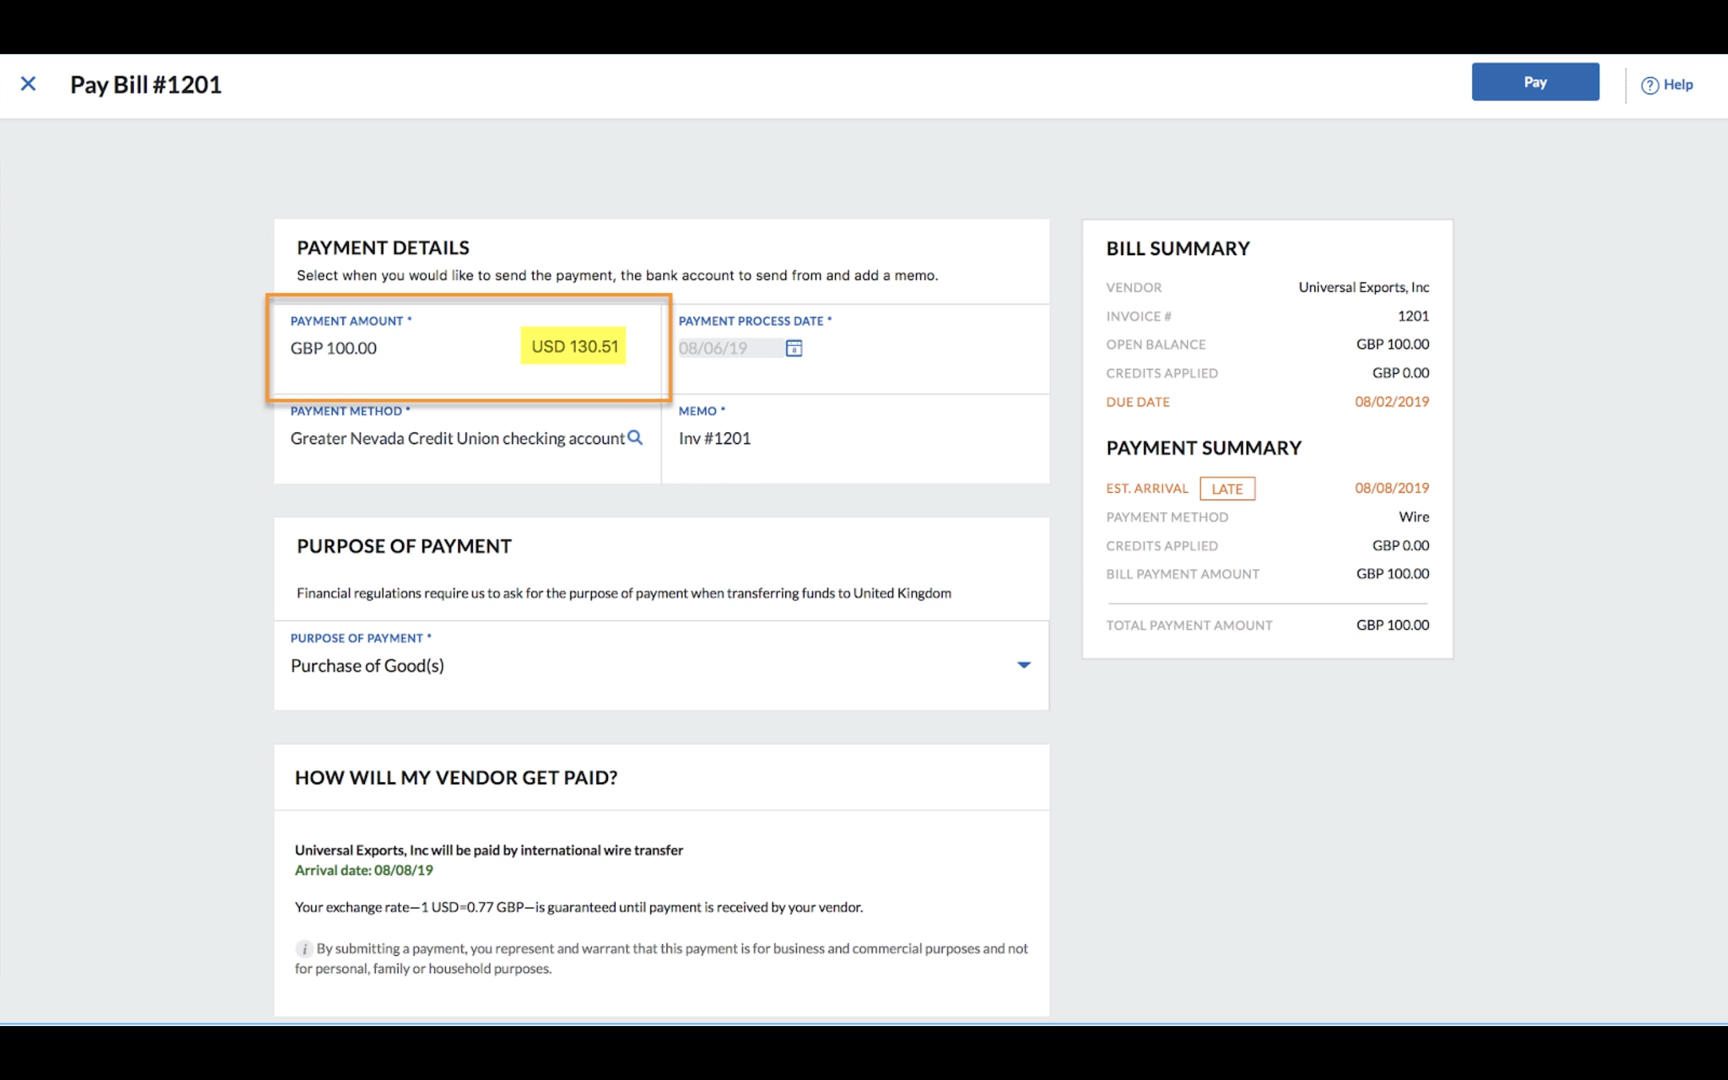 Pay Bill #1201
Pay
? Help
PAYMENT DETAILS
Select when you would like to send the payment, the bank account to send from and add a memo.
PAYMENT AMOUNT *
GBP 100.00
USD 130.51
PAYMENT PROCESS DATE *
08/06/19
PAYMENT METHOD *
Greater Nevada Credit Union checking account
MEMO *
Inv #1201
PURPOSE OF PAYMENT
Financial regulations require us to ask for the purpose of payment when transferring funds to United Kingdom
PURPOSE OF PAYMENT *
Purchase of Good(s)
HOW WILL MY VENDOR GET PAID?
Universal Exports, Inc will be paid by international wire transfer
Arrival date: 08/08/19
Your exchange rate—1 USD=0.77 GBP—is guaranteed until payment is received by your vendor.
i By submitting a payment, you represent and warrant that this payment is for business and commercial purposes and not
for personal, family or household purposes.
BILL SUMMARY
VENDOR Universal Exports, Inc
INVOICE # 1201
OPEN BALANCE GBP 100.00
CREDITS APPLIED GBP 0.00
DUE DATE 08/02/2019
PAYMENT SUMMARY
EST. ARRIVAL LATE 08/08/2019
PAYMENT METHOD Wire
CREDITS APPLIED GBP 0.00
BILL PAYMENT AMOUNT GBP 100.00
TOTAL PAYMENT AMOUNT GBP 100.00